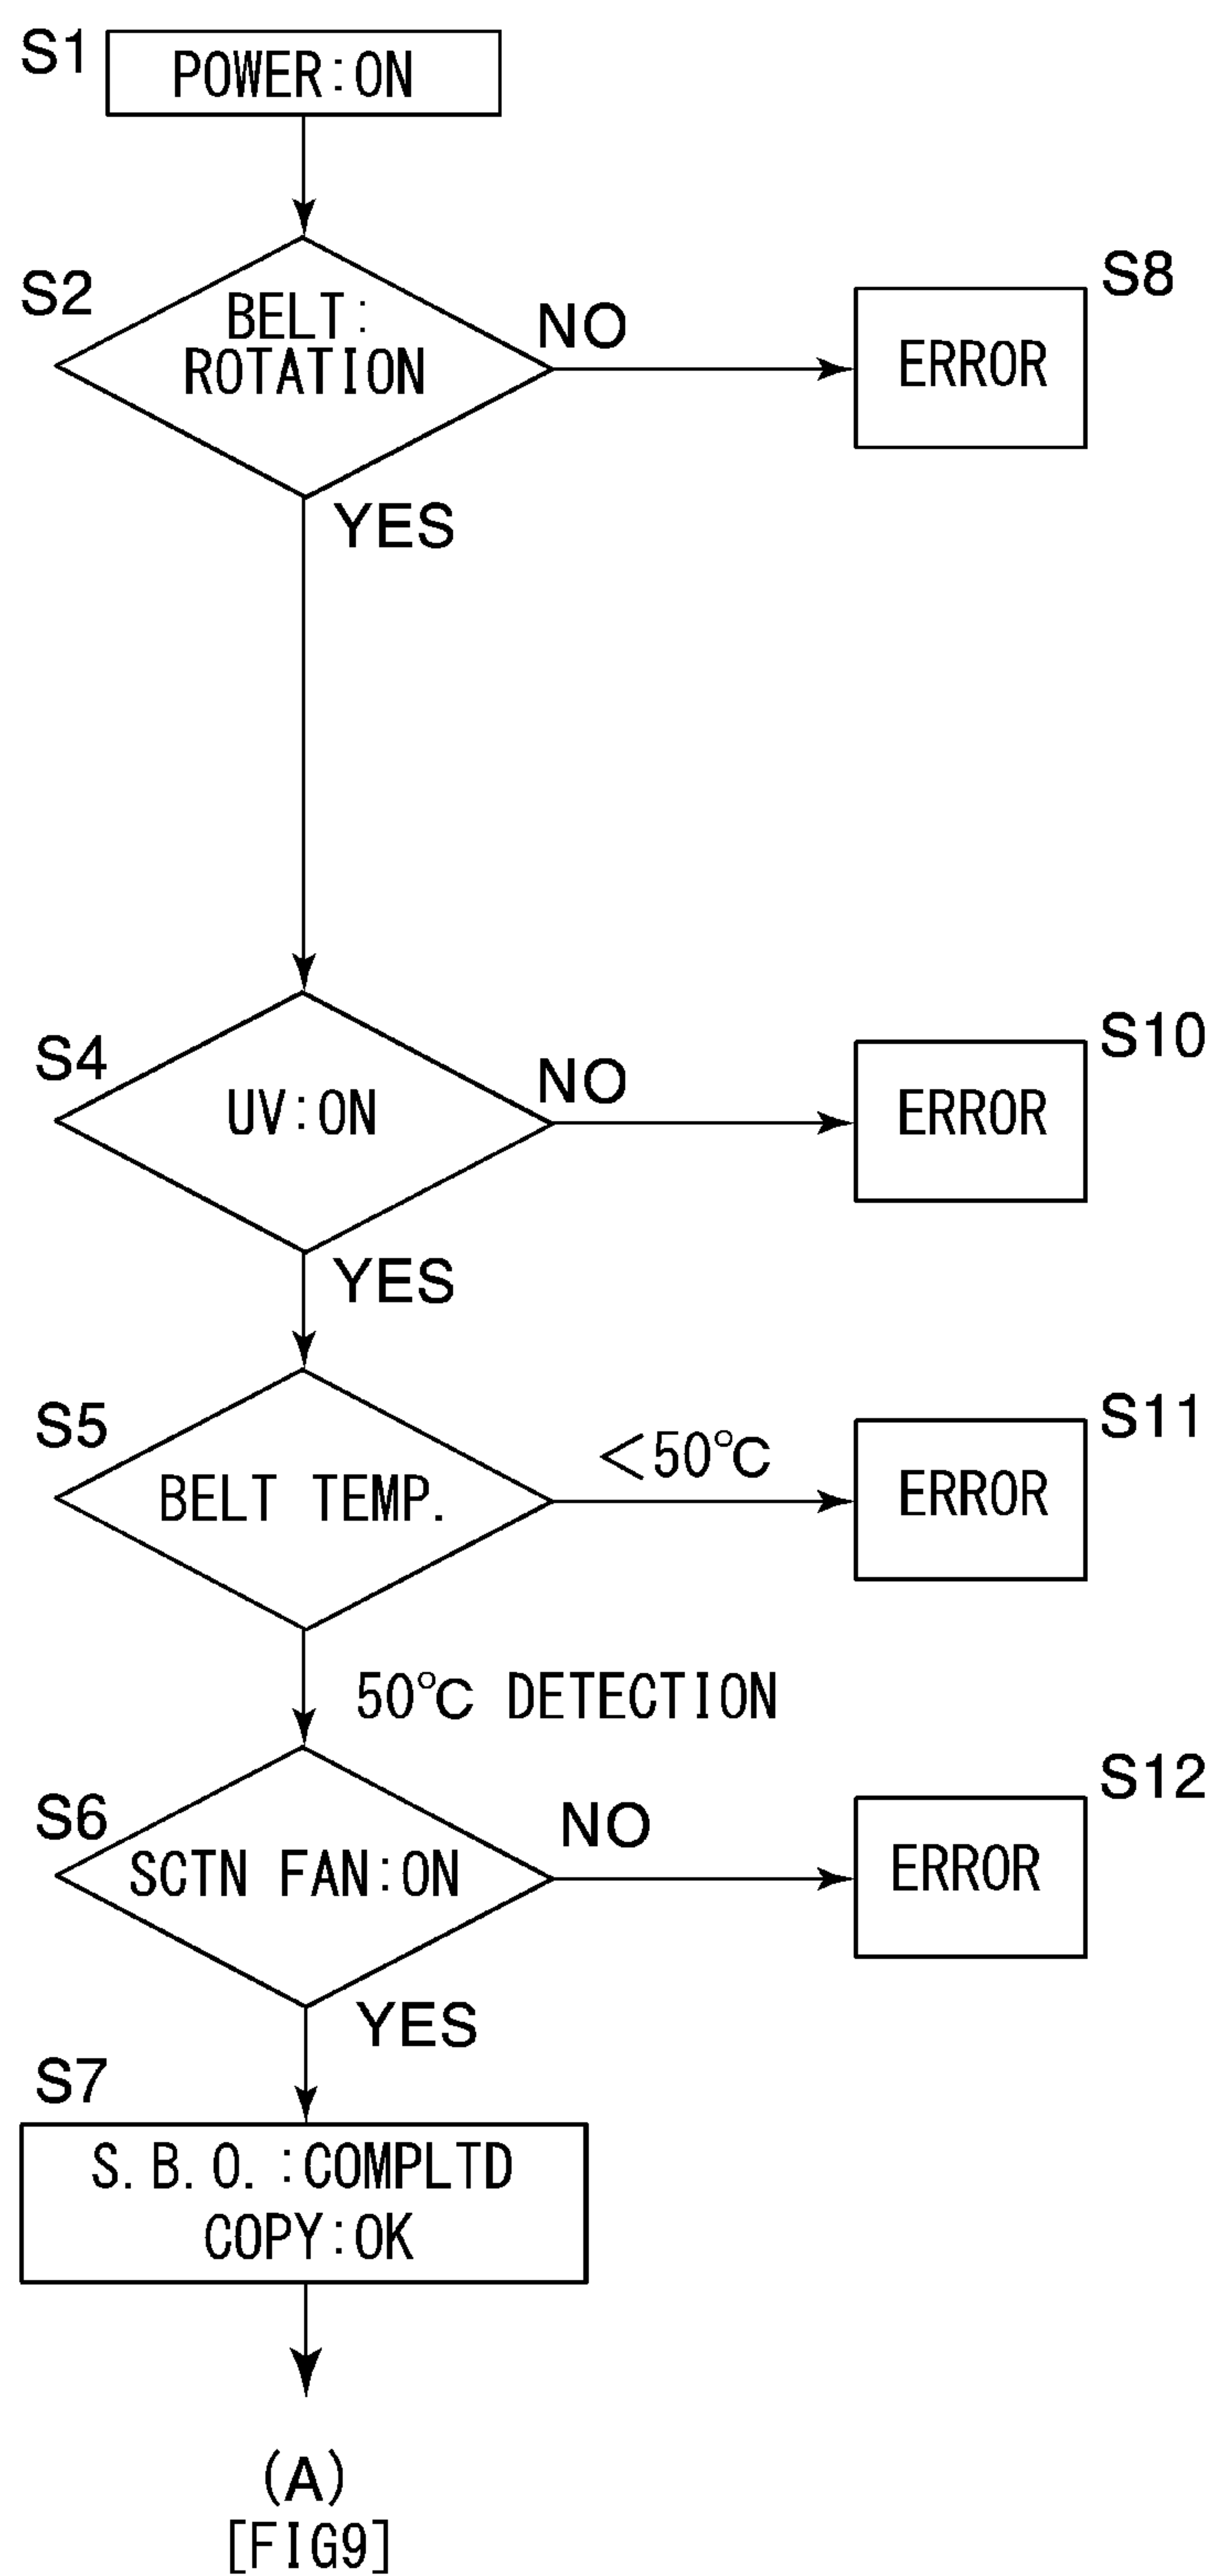 S1
POWER:ON
S2
BELT:
ROTATION
NO
S8
ERROR
YES
S4
UV:ON
NO
S10
ERROR
YES
S5
BELT TEMP.
<50℃
S11
ERROR
50℃ DETECTION
S6
SCTN FAN:ON
NO
S12
ERROR
YES
S7
S.B.O.:COMPLTD
COPY:OK
(A)
[FIG9]